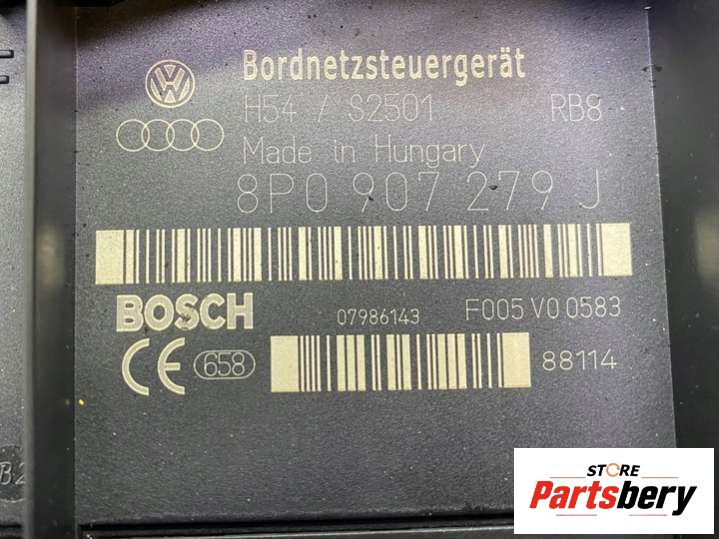 Bordnetzsteuergerät
H54 / S2501 RB8
Made in Hungary
8P0 907 279 J
BOSCH 07986143 F005 V0 0583
CE 658 88114
STORE
Partsbery